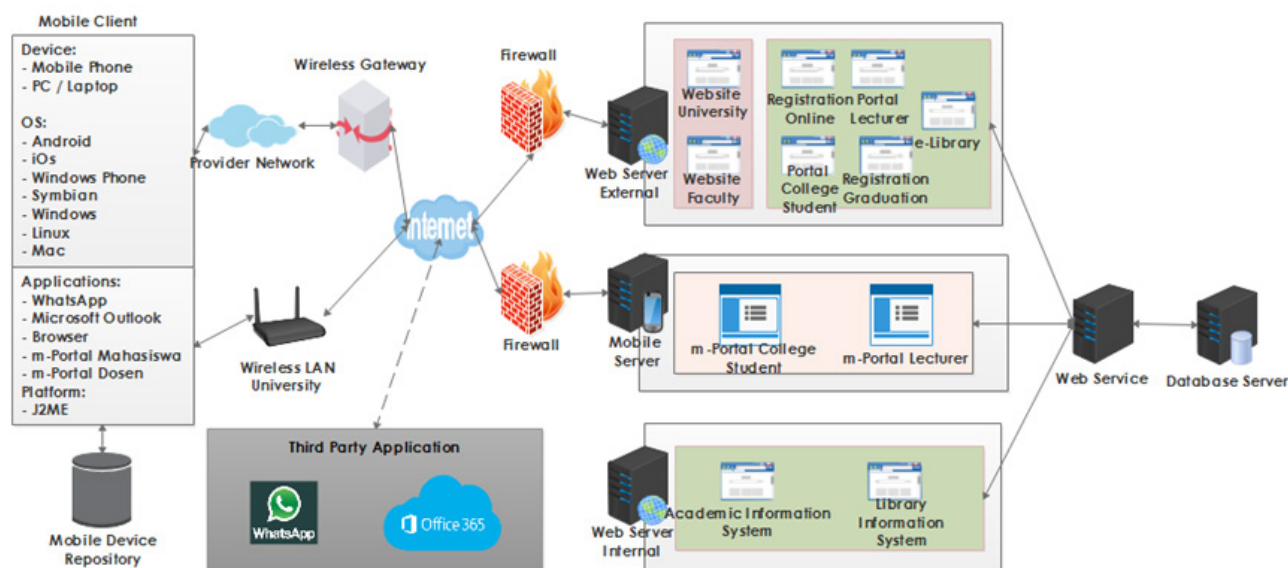 Mobile Client
Device:
- Mobile Phone
- PC / Laptop
OS:
- Android
- iOs
- Windows Phone
- Symbian
- Windows
- Linux
- Mac
Applications:
- WhatsApp
- Microsoft Outlook
- Browser
- m-Portal Mahasiswa
- m-Portal Dosen
Platform:
- J2ME
Mobile Device
Repository
Provider Network
Wireless Gateway
Wireless LAN
University
internet
Third Party Application
WhatsApp
Office 365
Firewall
Firewall
Web Server
External
Website
University
Website
Faculty
Registration
Online
Portal
Lecturer
e-Library
Portal
College
Student
Registration
Graduation
Mobile
Server
m-Portal College
Student
m-Portal Lecturer
Web Server
Internal
Academic Information
System
Library
Information
System
Web Service
Database Server